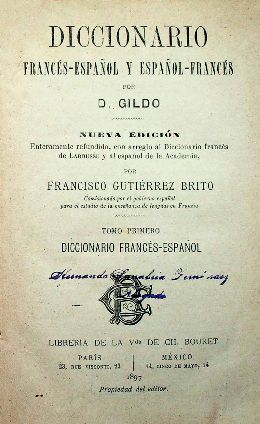 DICCIONARIO
FRANCÉS-ESPAÑOL Y ESPAÑOL-FRANCÉS
POR
D. GILDO
NUEVA EDICIÓN
Enteramente refundido, con arreglo al Diccionario francés
de LAROUSSE y al español de la Academia,
POR
FRANCISCO GUTIÉRREZ BRITO
Comisionado por el gobierno español
para el estudio de la enseñanza de lenguas en Francia
TOMO PRIMERO
DICCIONARIO FRANCÉS-ESPAÑOL
Hernando
LIBRERÍA DE LA Vda DE CH. BOURET
PARÍS
23, RUE VISCONTI, 23
MÉXICO
14, CINCO DE MAYO, 14
1897
Propiedad del editor.